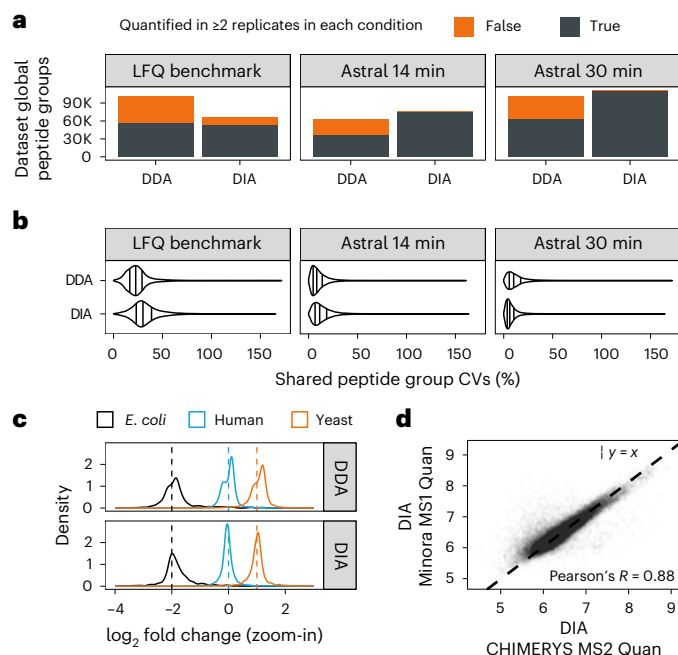 a
Quantified in ≥2 replicates in each condition False True
LFQ benchmark Astral 14 min Astral 30 min
Dataset global
peptide groups
90K
60K
30K
0
DDA DIA DDA DIA DDA DIA
b
LFQ benchmark Astral 14 min Astral 30 min
DDA
DIA
0 50 100 150 0 50 100 150 0 50 100 150
Shared peptide group CVs (%)
c
E. coli Human Yeast
Density
2
1
0
DDA
2
1
0
DIA
−4 −2 0 2
log2 fold change (zoom-in)
d
DIA
Minora MS1 Quan
9
8
7
6
5
y = x
Pearson's R = 0.88
5 6 7 8 9
DIA
CHIMERYS MS2 Quan